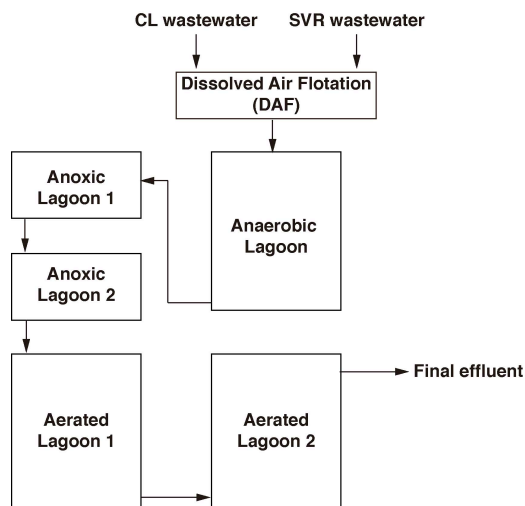 CL wastewater
SVR wastewater
Dissolved Air Flotation
(DAF)
Anoxic
Lagoon 1
Anaerobic
Lagoon
Anoxic
Lagoon 2
Aerated
Lagoon 1
Aerated
Lagoon 2
Final effluent